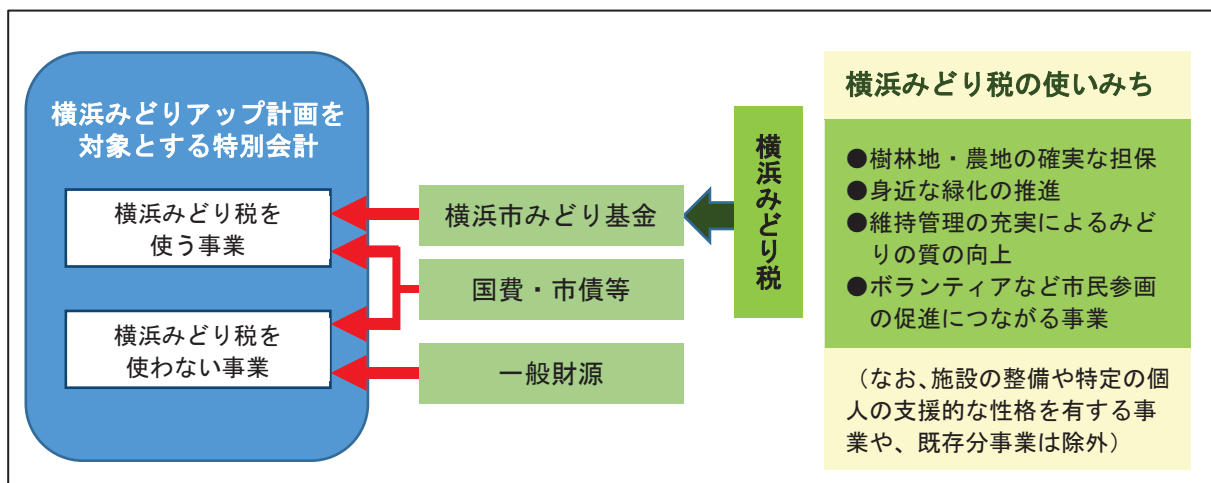 横浜みどりアップ計画を
対象とする特別会計
横浜みどり税を
使う事業
横浜みどり税を
使わない事業
横浜市みどり基金
国費・市債等
一般財源
横浜みどり税
横浜みどり税の使いみち
●樹林地・農地の確実な担保
●身近な緑化の推進
●維持管理の充実によるみど
りの質の向上
●ボランティアなど市民参画
の促進につながる事業
（なお、施設の整備や特定の個
人の支援的な性格を有する事
業や、既存分事業は除外）